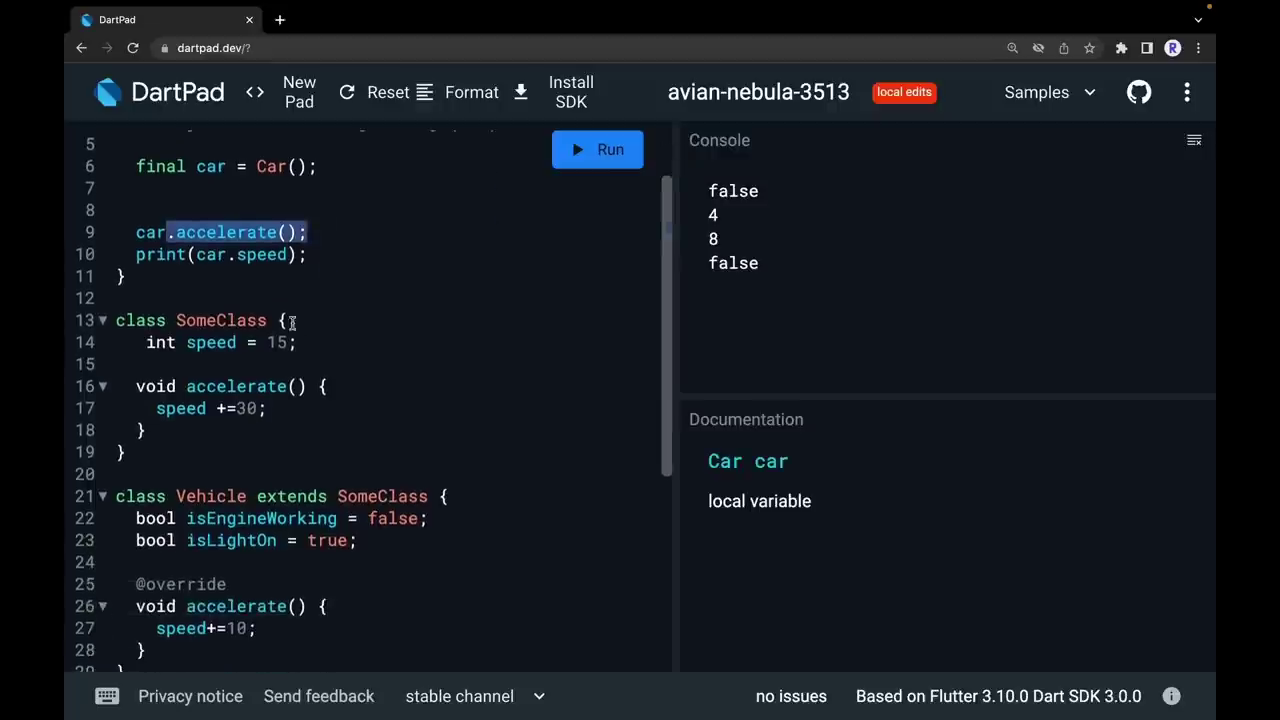 DartPad
dartpad.dev/?
R
DartPad
<>
New Pad
Reset
Format
Install SDK
avian-nebula-3513
local edits
Samples
5
Run
6 final car = Car();
7
8
9 car.accelerate();
10 print(car.speed);
11 }
12
13 class SomeClass {
14 int speed = 15;
15
16 void accelerate() {
17 speed +=30;
18 }
19 }
20
21 class Vehicle extends SomeClass {
22 bool isEngineWorking = false;
23 bool isLightOn = true;
24
25 @override
26 void accelerate() {
27 speed+=10;
28 }
Console
false
4
8
false
Documentation
Car car
local variable
Privacy notice
Send feedback
stable channel
no issues
Based on Flutter 3.10.0 Dart SDK 3.0.0